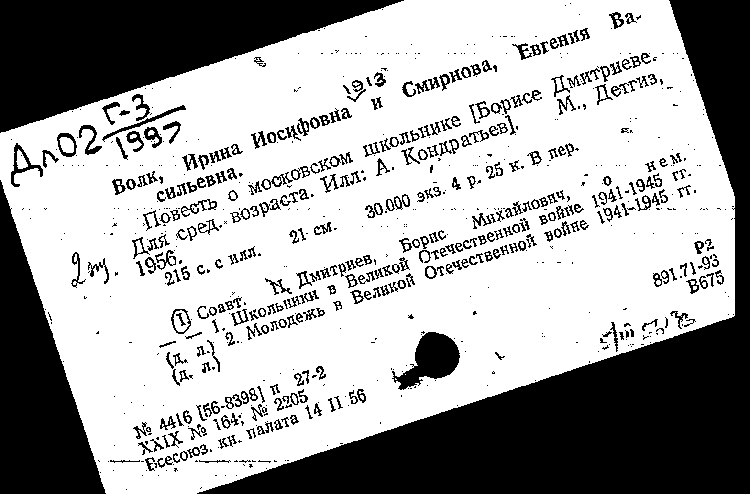 Дл02 Г-3
1997
1913
Волк, Ирина Иосифовна и Смирнова, Евгения Ва-
сильевна.
Повесть о московском школьнике [Борисе Дмитриеве.
Для сред. возраста. Илл: А. Кондратьев]. М., Детгиз,
1956.
215 с. с илл. 21 см. 30.000 экз. 4 р. 25 к. В пер.
2
1 Соавт. Дмитриев, Борис Михайлович, о нем.
1. Школьники в Великой Отечественной войне 1941-1945 гг.
(д. л.) 2. Молодежь в Великой Отечественной войне 1941-1945 гг.
(д. л.)
Р2
891.71-93
В675
№ 4416 [56-8398] п 27-2
XXIX № 164; № 2205
Всесоюз. кн. палата 14 II 56